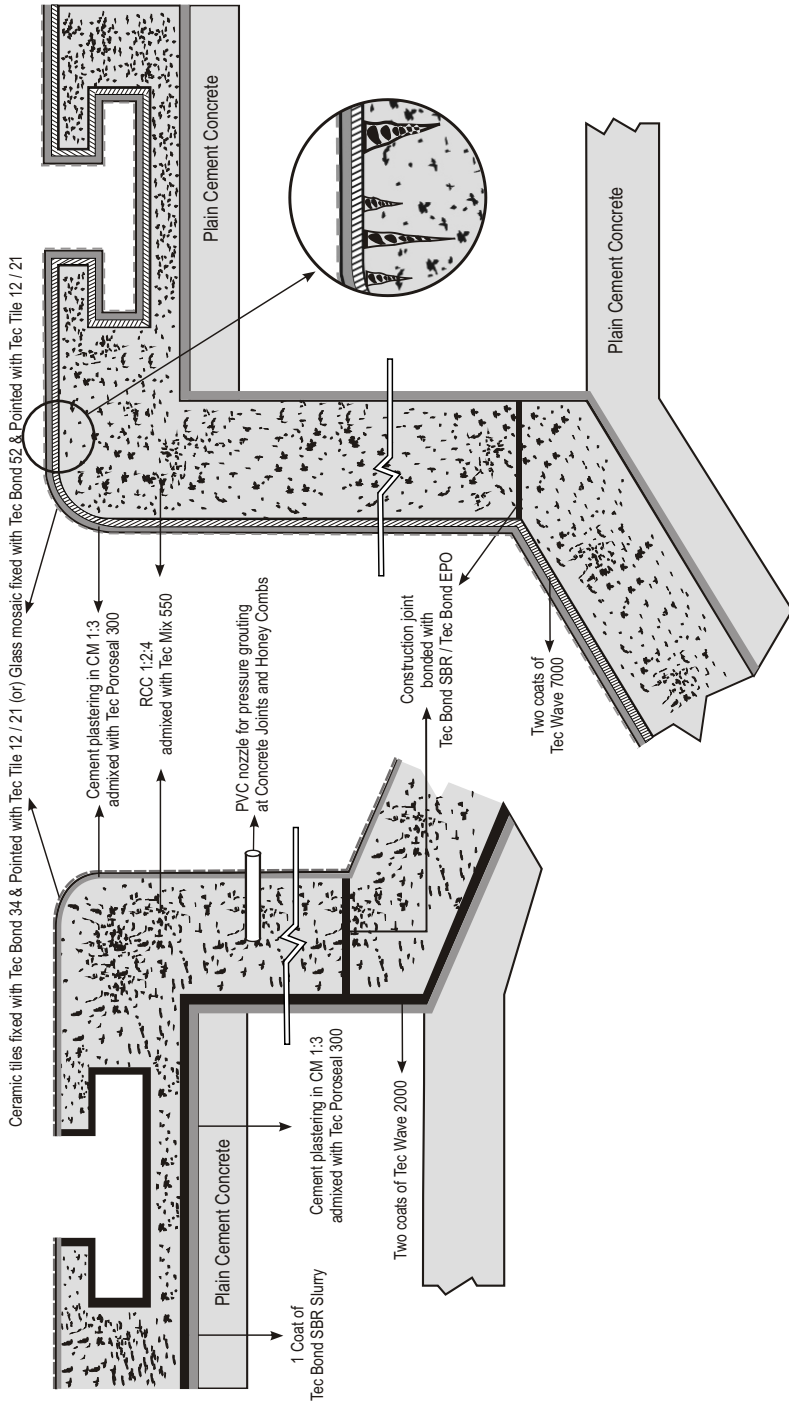 Ceramic tiles fixed with Tec Bond 34 & Pointed with Tec Tile 12 / 21 (or) Glass mosaic fixed with Tec Bond 52 & Pointed with Tec Tile 12 / 21
Cement plastering in CM 1:3
admixed with Tec Poroseal 300
RCC 1:2:4
admixed with Tec Mix 550
PVC nozzle for pressure grouting
at Concrete Joints and Honey Combs
Construction joint
bonded with
Tec Bond SBR / Tec Bond EPO
Two coats of
Tec Wave 7000
Plain Cement Concrete
Plain Cement Concrete
Plain Cement Concrete
1 Coat of
Tec Bond SBR Slurry
Cement plastering in CM 1:3
admixed with Tec Poroseal 300
Two coats of Tec Wave 2000